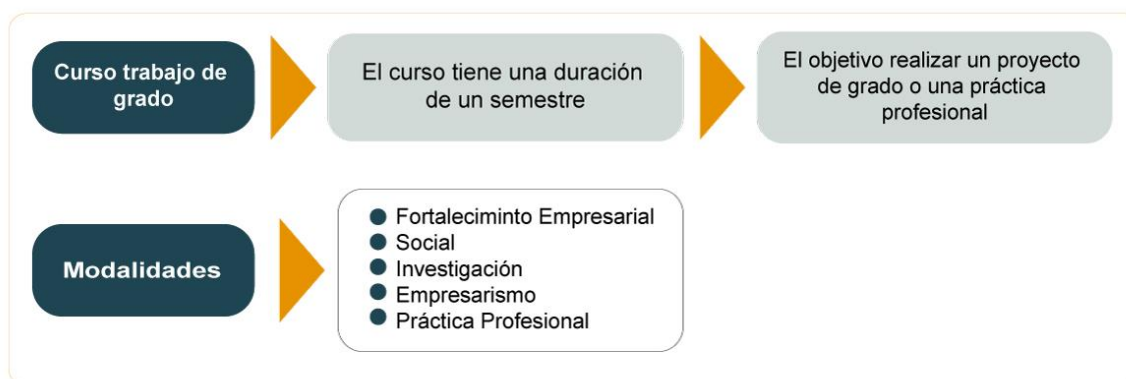 Curso trabajo de
grado
El curso tiene una duración
de un semestre
El objetivo realizar un proyecto
de grado o una práctica
profesional
Modalidades
Fortaleciminto Empresarial
Social
Investigación
Empresarismo
Práctica Profesional